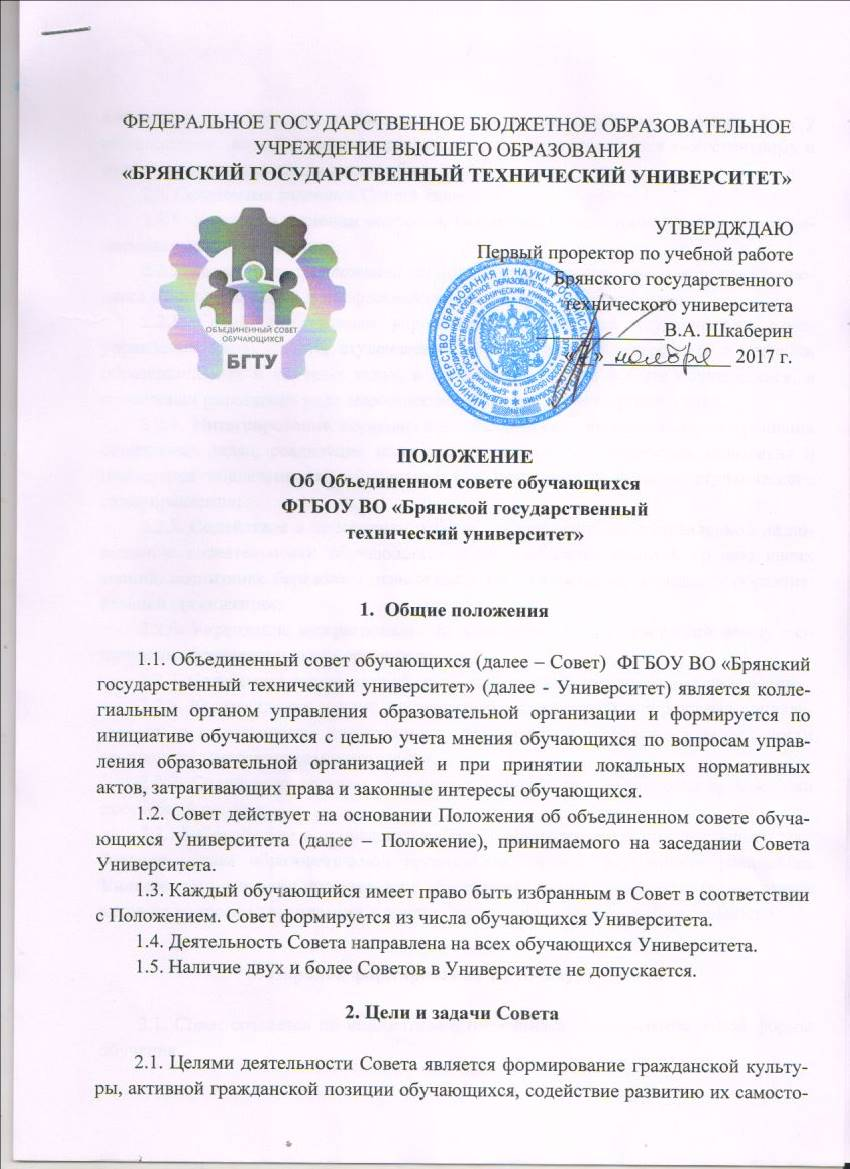 ФЕДЕРАЛЬНОЕ ГОСУДАРСТВЕННОЕ БЮДЖЕТНОЕ ОБРАЗОВАТЕЛЬНОЕ
УЧРЕЖДЕНИЕ ВЫСШЕГО ОБРАЗОВАНИЯ
«БРЯНСКИЙ ГОСУДАРСТВЕННЫЙ ТЕХНИЧЕСКИЙ УНИВЕРСИТЕТ»
ОБЪЕДИНЕННЫЙ СОВЕТ
ОБУЧАЮЩИХСЯ
БГТУ
УТВЕРДЖДАЮ
Первый проректор по учебной работе
Брянского государственного
технического университета
В.А. Шкаберин
ноября 2017 г.
МИНИСТЕРСТВО ОБРАЗОВАНИЯ И НАУКИ
ПОЛОЖЕНИЕ
Об Объединенном совете обучающихся
ФГБОУ ВО «Брянской государственный
технический университет»
1. Общие положения
1.1. Объединенный совет обучающихся (далее – Совет) ФГБОУ ВО «Брянский
государственный технический университет» (далее - Университет) является колле-
гиальным органом управления образовательной организации и формируется по
инициативе обучающихся с целью учета мнения обучающихся по вопросам управ-
ления образовательной организацией и при принятии локальных нормативных
актов, затрагивающих права и законные интересы обучающихся.
1.2. Совет действует на основании Положения об объединенном совете обуча-
ющихся Университета (далее – Положение), принимаемого на заседании Совета
Университета.
1.3. Каждый обучающийся имеет право быть избранным в Совет в соответствии
с Положением. Совет формируется из числа обучающихся Университета.
1.4. Деятельность Совета направлена на всех обучающихся Университета.
1.5. Наличие двух и более Советов в Университете не допускается.
2. Цели и задачи Совета
2.1. Целями деятельности Совета является формирование гражданской культу-
ры, активной гражданской позиции обучающихся, содействие развитию их самосто-